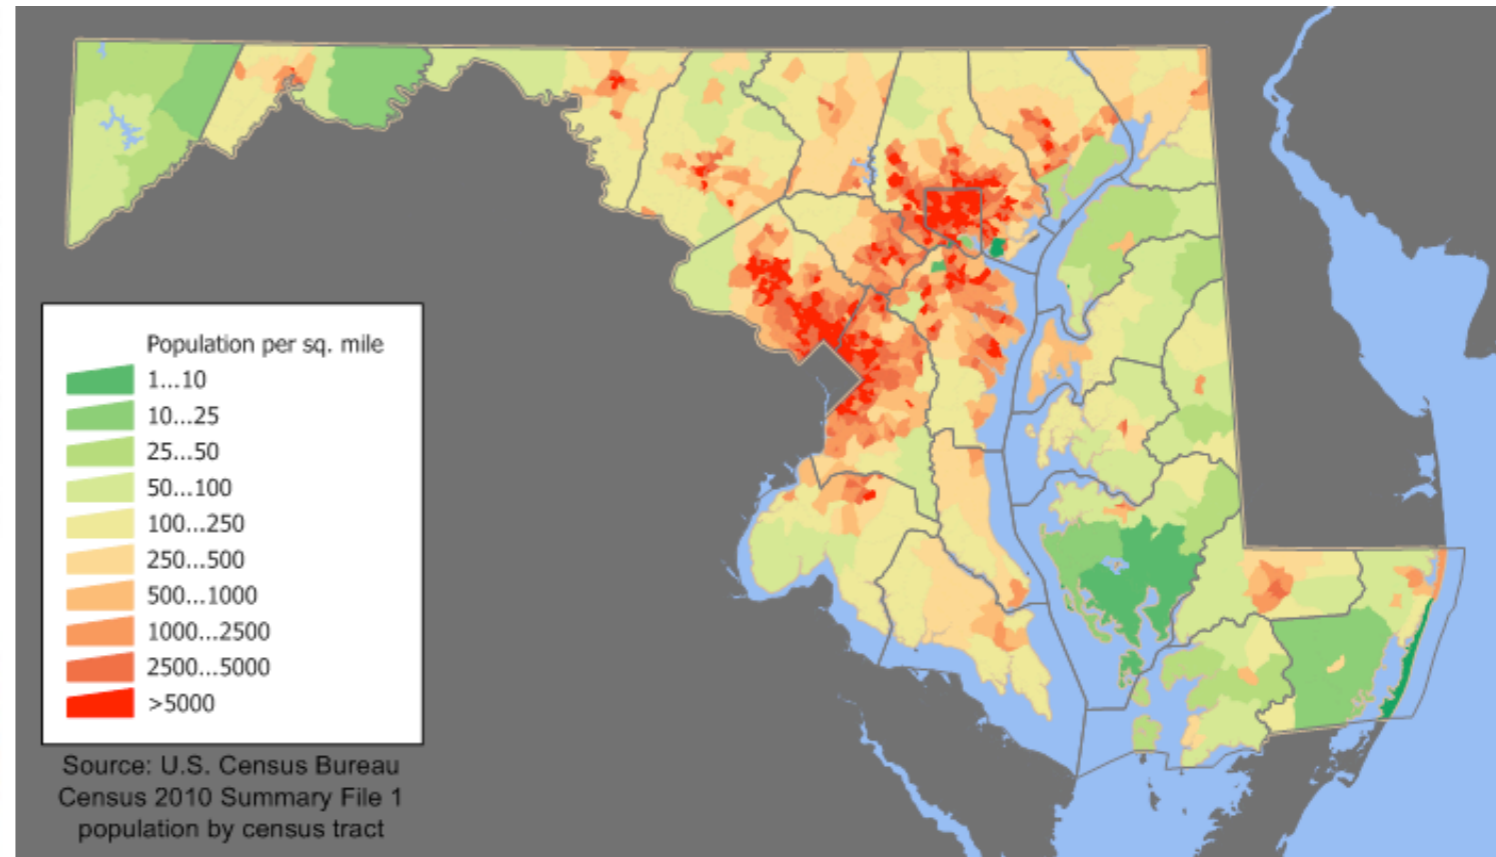 Population per sq. mile
1...10
10...25
25...50
50...100
100...250
250...500
500...1000
1000...2500
2500...5000
>5000
Source: U.S. Census Bureau
Census 2010 Summary File 1
population by census tract